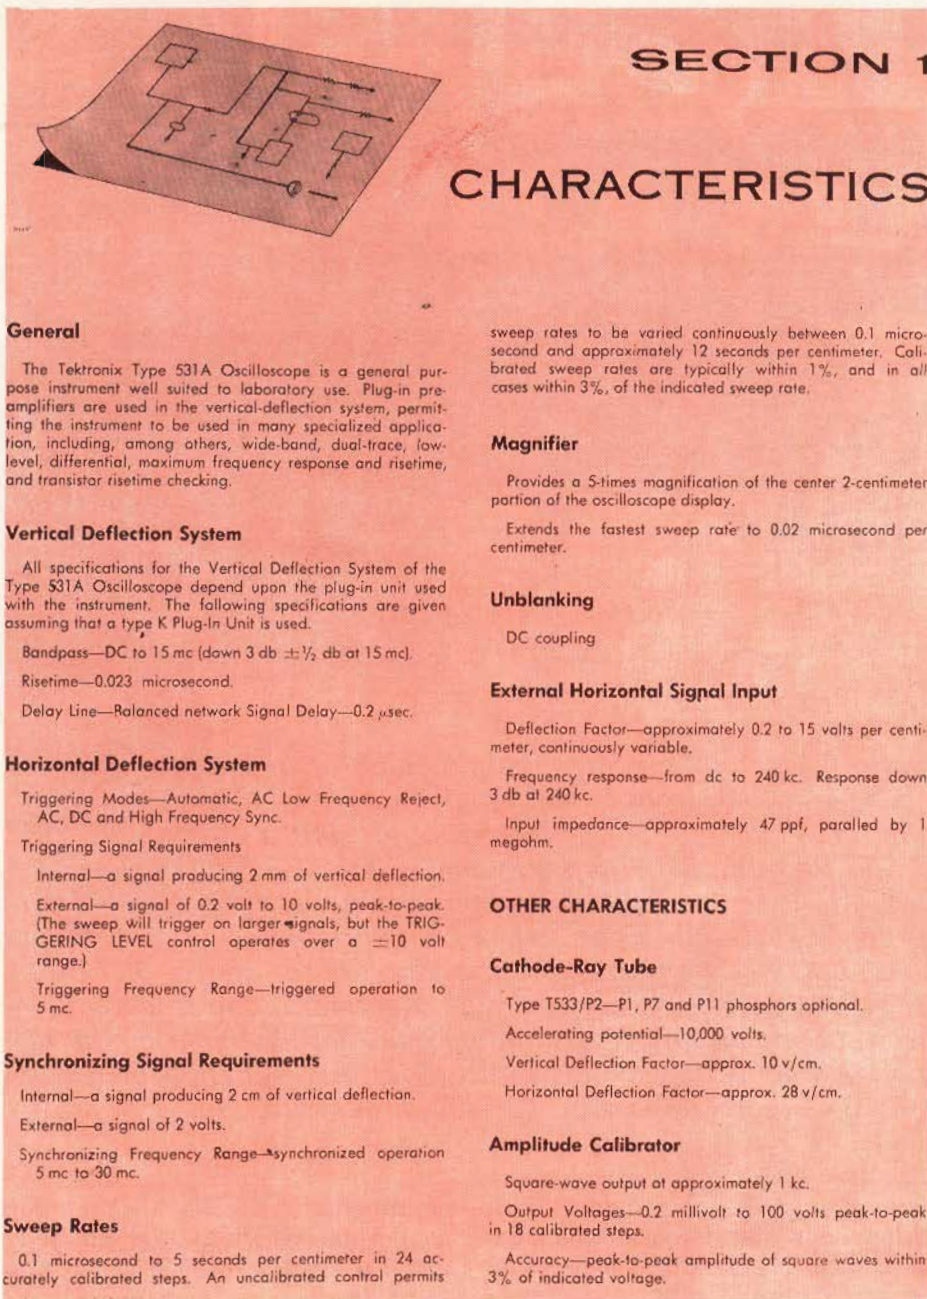 SECTION 1
CHARACTERISTICS
General
The Tektronix Type 531A Oscilloscope is a general pur-
pose instrument well suited to laboratory use. Plug-in pre-
amplifiers are used in the vertical-deflection system, permit-
ting the instrument to be used in many specialized applica-
tion, including, among others, wide-band, dual-trace, low-
level, differential, maximum frequency response and risetime,
and transistor risetime checking.
Vertical Deflection System
All specifications for the Vertical Deflection System of the
Type 531A Oscilloscope depend upon the plug-in unit used
with the instrument. The following specifications are given
assuming that a type K Plug-In Unit is used.
Bandpass—DC to 15 mc (down 3 db ±½ db at 15 mc).
Risetime—0.023 microsecond.
Delay Line—Balanced network Signal Delay—0.2 μsec.
Horizontal Deflection System
Triggering Modes—Automatic, AC Low Frequency Reject,
AC, DC and High Frequency Sync.
Triggering Signal Requirements
Internal—a signal producing 2 mm of vertical deflection.
External—a signal of 0.2 volt to 10 volts, peak-to-peak.
(The sweep will trigger on larger signals, but the TRIG-
GERING LEVEL control operates over a ±10 volt
range.)
Triggering Frequency Range—triggered operation to
5 mc.
Synchronizing Signal Requirements
Internal—a signal producing 2 cm of vertical deflection.
External—a signal of 2 volts.
Synchronizing Frequency Range—synchronized operation
5 mc to 30 mc.
Sweep Rates
0.1 microsecond to 5 seconds per centimeter in 24 ac-
curately calibrated steps. An uncalibrated control permits
sweep rates to be varied continuously between 0.1 micro-
second and approximately 12 seconds per centimeter. Cali-
brated sweep rates are typically within 1%, and in all
cases within 3%, of the indicated sweep rate.
Magnifier
Provides a 5-times magnification of the center 2-centimeter
portion of the oscilloscope display.
Extends the fastest sweep rate to 0.02 microsecond per
centimeter.
Unblanking
DC coupling
External Horizontal Signal Input
Deflection Factor—approximately 0.2 to 15 volts per centi-
meter, continuously variable.
Frequency response—from dc to 240 kc. Response down
3 db at 240 kc.
Input impedance—approximately 47 ppf, paralled by 1
megohm.
OTHER CHARACTERISTICS
Cathode-Ray Tube
Type T533/P2—P1, P7 and P11 phosphors optional.
Accelerating potential—10,000 volts.
Vertical Deflection Factor—approx. 10 v/cm.
Horizontal Deflection Factor—approx. 28 v/cm.
Amplitude Calibrator
Square-wave output at approximately 1 kc.
Output Voltages—0.2 millivolt to 100 volts peak-to-peak
in 18 calibrated steps.
Accuracy—peak-to-peak amplitude of square waves within
3% of indicated voltage.